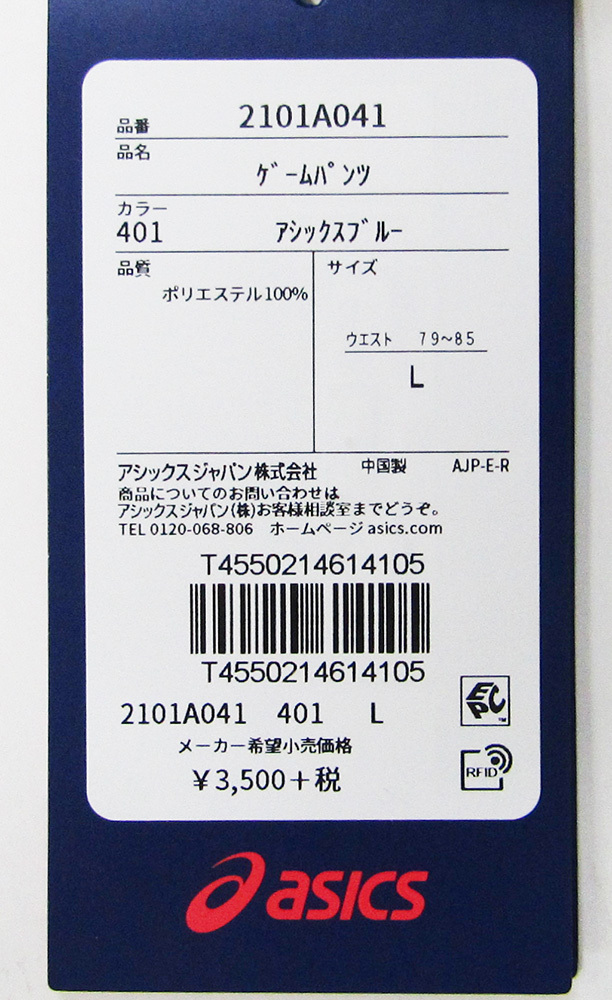 品番 2101A041
品名
ｹﾞｰﾑﾊﾟﾝﾂ
カラー
401 ｱｼｯｸｽﾌﾞﾙｰ
品質 サイズ
ポリエステル100%
ｳｴｽﾄ 79~85
L
アシックスジャパン株式会社 中国製 AJP-E-R
商品についてのお問い合わせは
アシックスジャパン(株)お客様相談室までどうぞ。
TEL 0120-068-806 ホームページ asics.com
T4550214614105
T4550214614105
2101A041 401 L
メーカー希望小売価格
¥3,500+税
EPC TM
RFID
asics